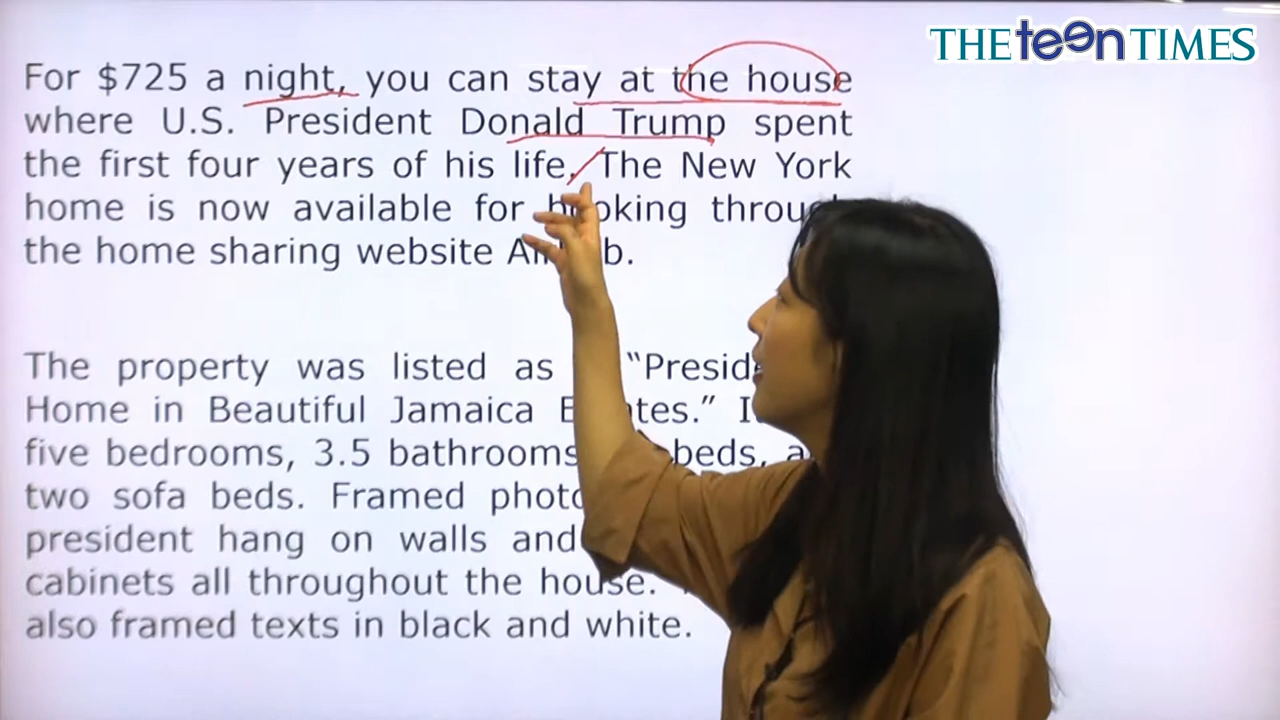 THE teen TIMES
For $725 a night, you can stay at the house
where U.S. President Donald Trump spent
the first four years of his life. The New York
home is now available for booking through
the home sharing website
The property was listed as
Home in Beautiful Jamaica
five bedrooms, 3.5 bathrooms beds,
two sofa beds. Framed
president hang on walls and
cabinets all throughout the house.
also framed texts in black and white.